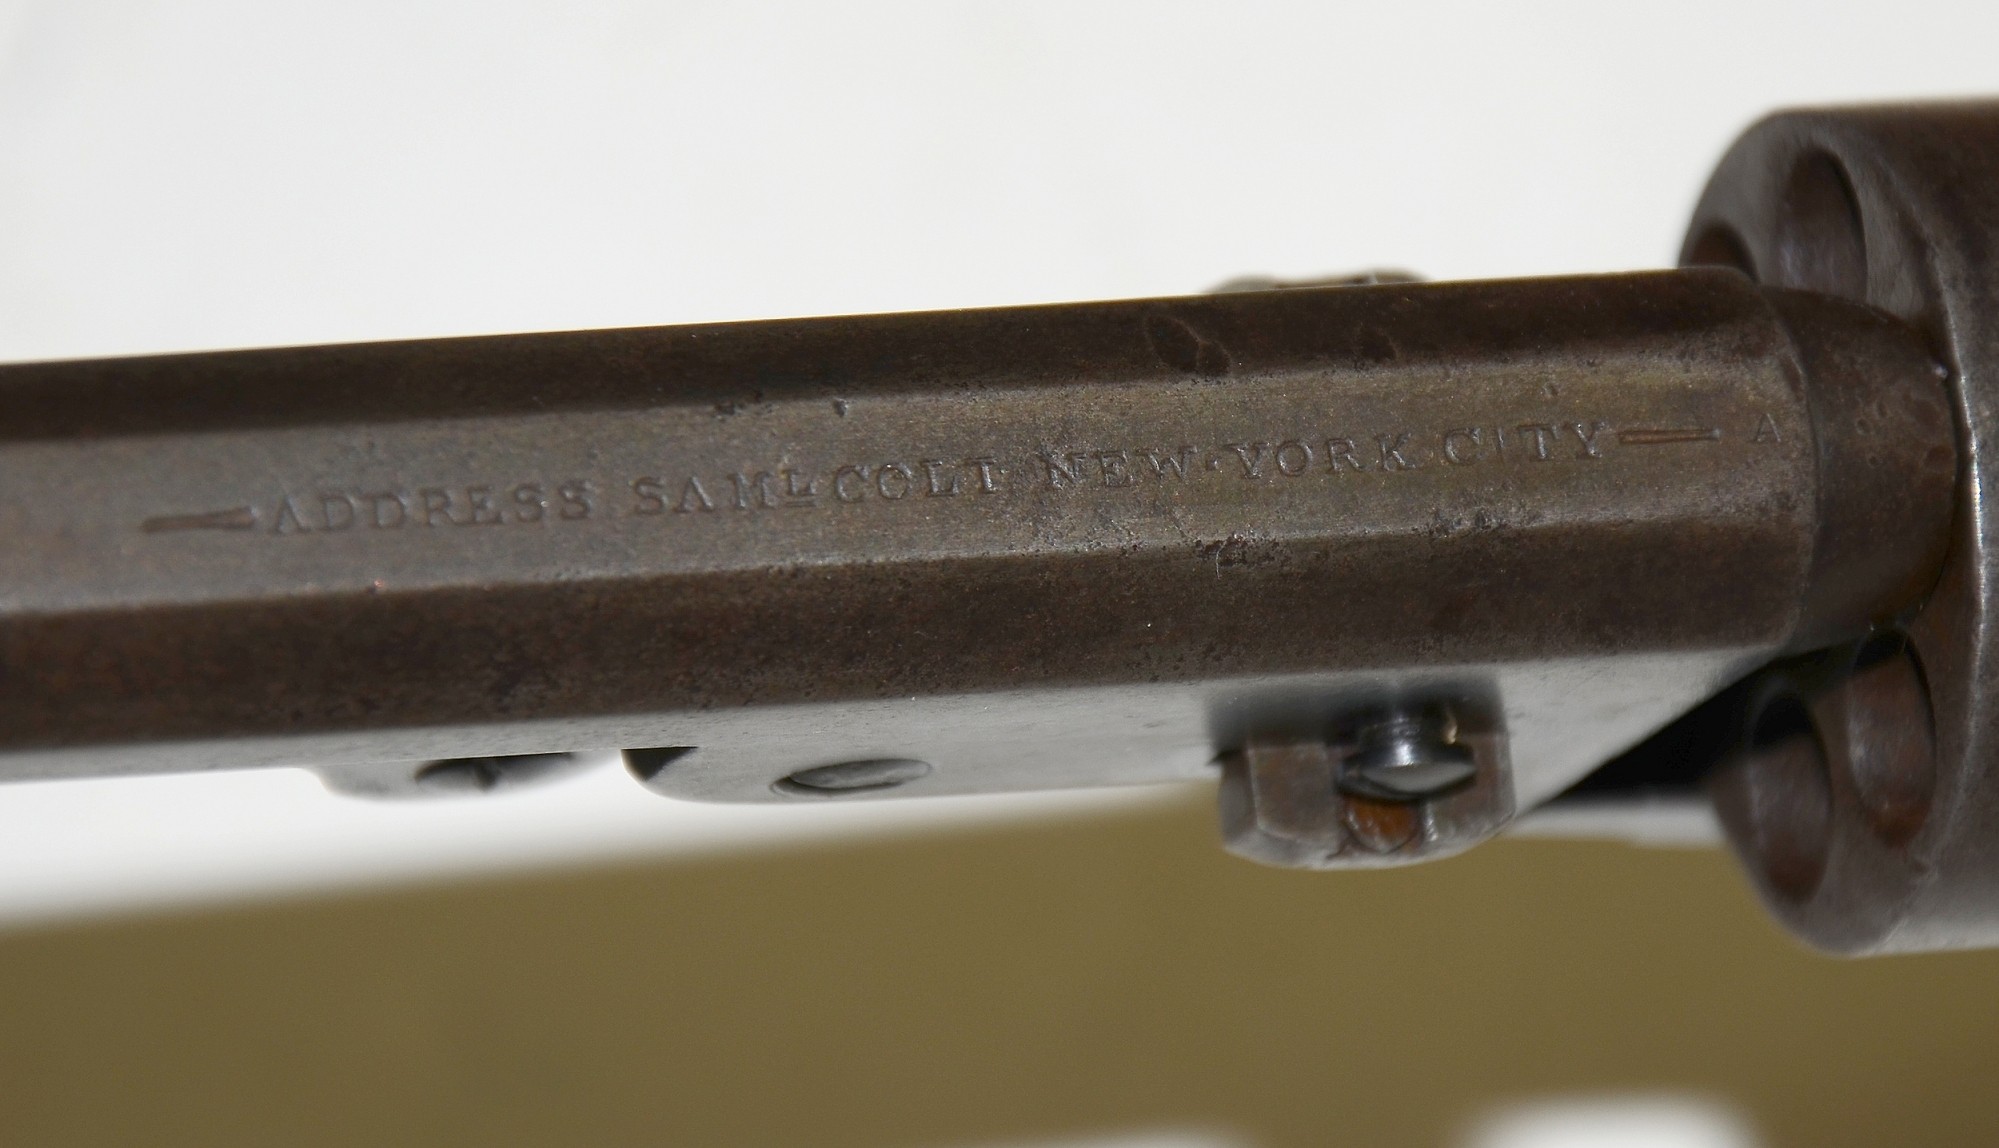 —ADDRESS SAMᴸ COLT NEW·YORK CITY— A